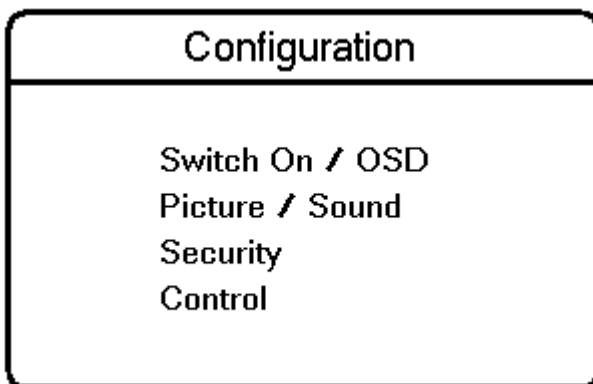 Configuration
Switch On / OSD
Picture / Sound
Security
Control